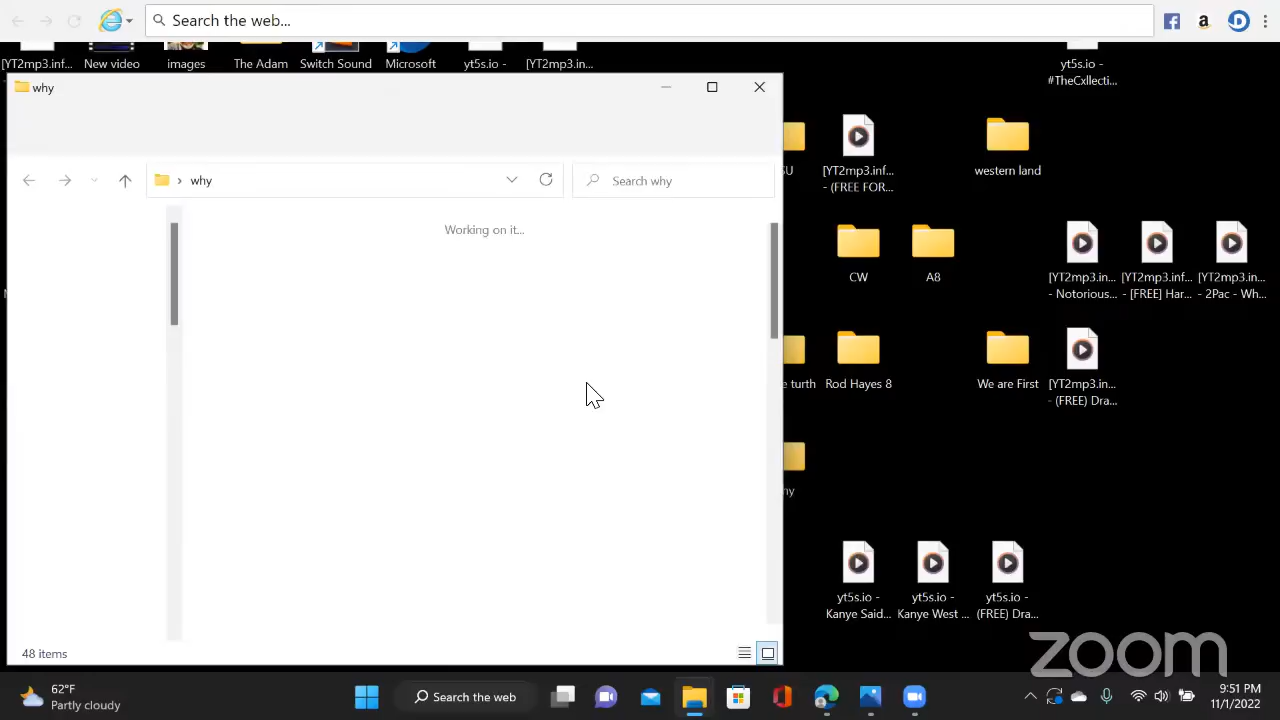 Search the web...
[YT2mp3.inf...
New video
images
The Adam
Switch Sound
Microsoft
yt5s.io -
[YT2mp3.in...
yt5s.io -
#TheCxllecti...
why
why
Search why
Working on it...
SU
[YT2mp3.inf...
- (FREE FOR...
western land
CW
A8
[YT2mp3.in...
- Notorious...
[YT2mp3.inf...
- [FREE] Har...
[YT2mp3.in...
- 2Pac - Wh...
e turth
Rod Hayes 8
We are First
[YT2mp3.in...
- (FREE) Dra...
hy
yt5s.io -
Kanye Said...
yt5s.io -
Kanye West ...
yt5s.io -
(FREE) Dra...
48 items
zoom
62°F
Partly cloudy
Search the web
9:51 PM
11/1/2022